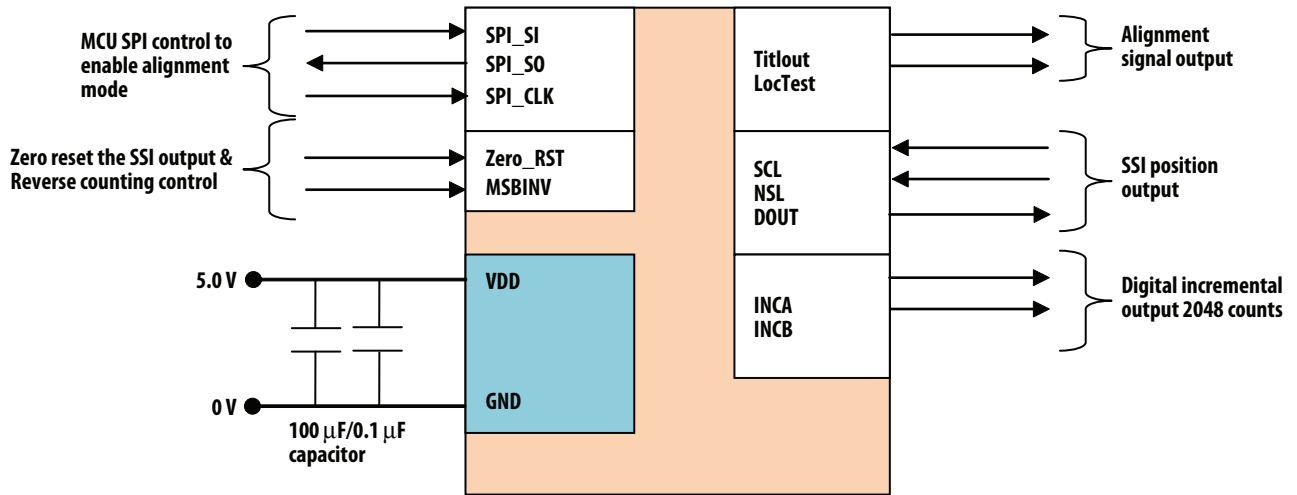 MCU SPI control to
enable alignment
mode
Zero reset the SSI output &
Reverse counting control
5.0 V
0 V
100 μF/0.1 μF
capacitor
SPI_SI
SPI_SO
SPI_CLK
Zero_RST
MSBINV
VDD
GND
Titlout
LocTest
SCL
NSL
DOUT
INCA
INCB
Alignment
signal output
SSI position
output
Digital incremental
output 2048 counts